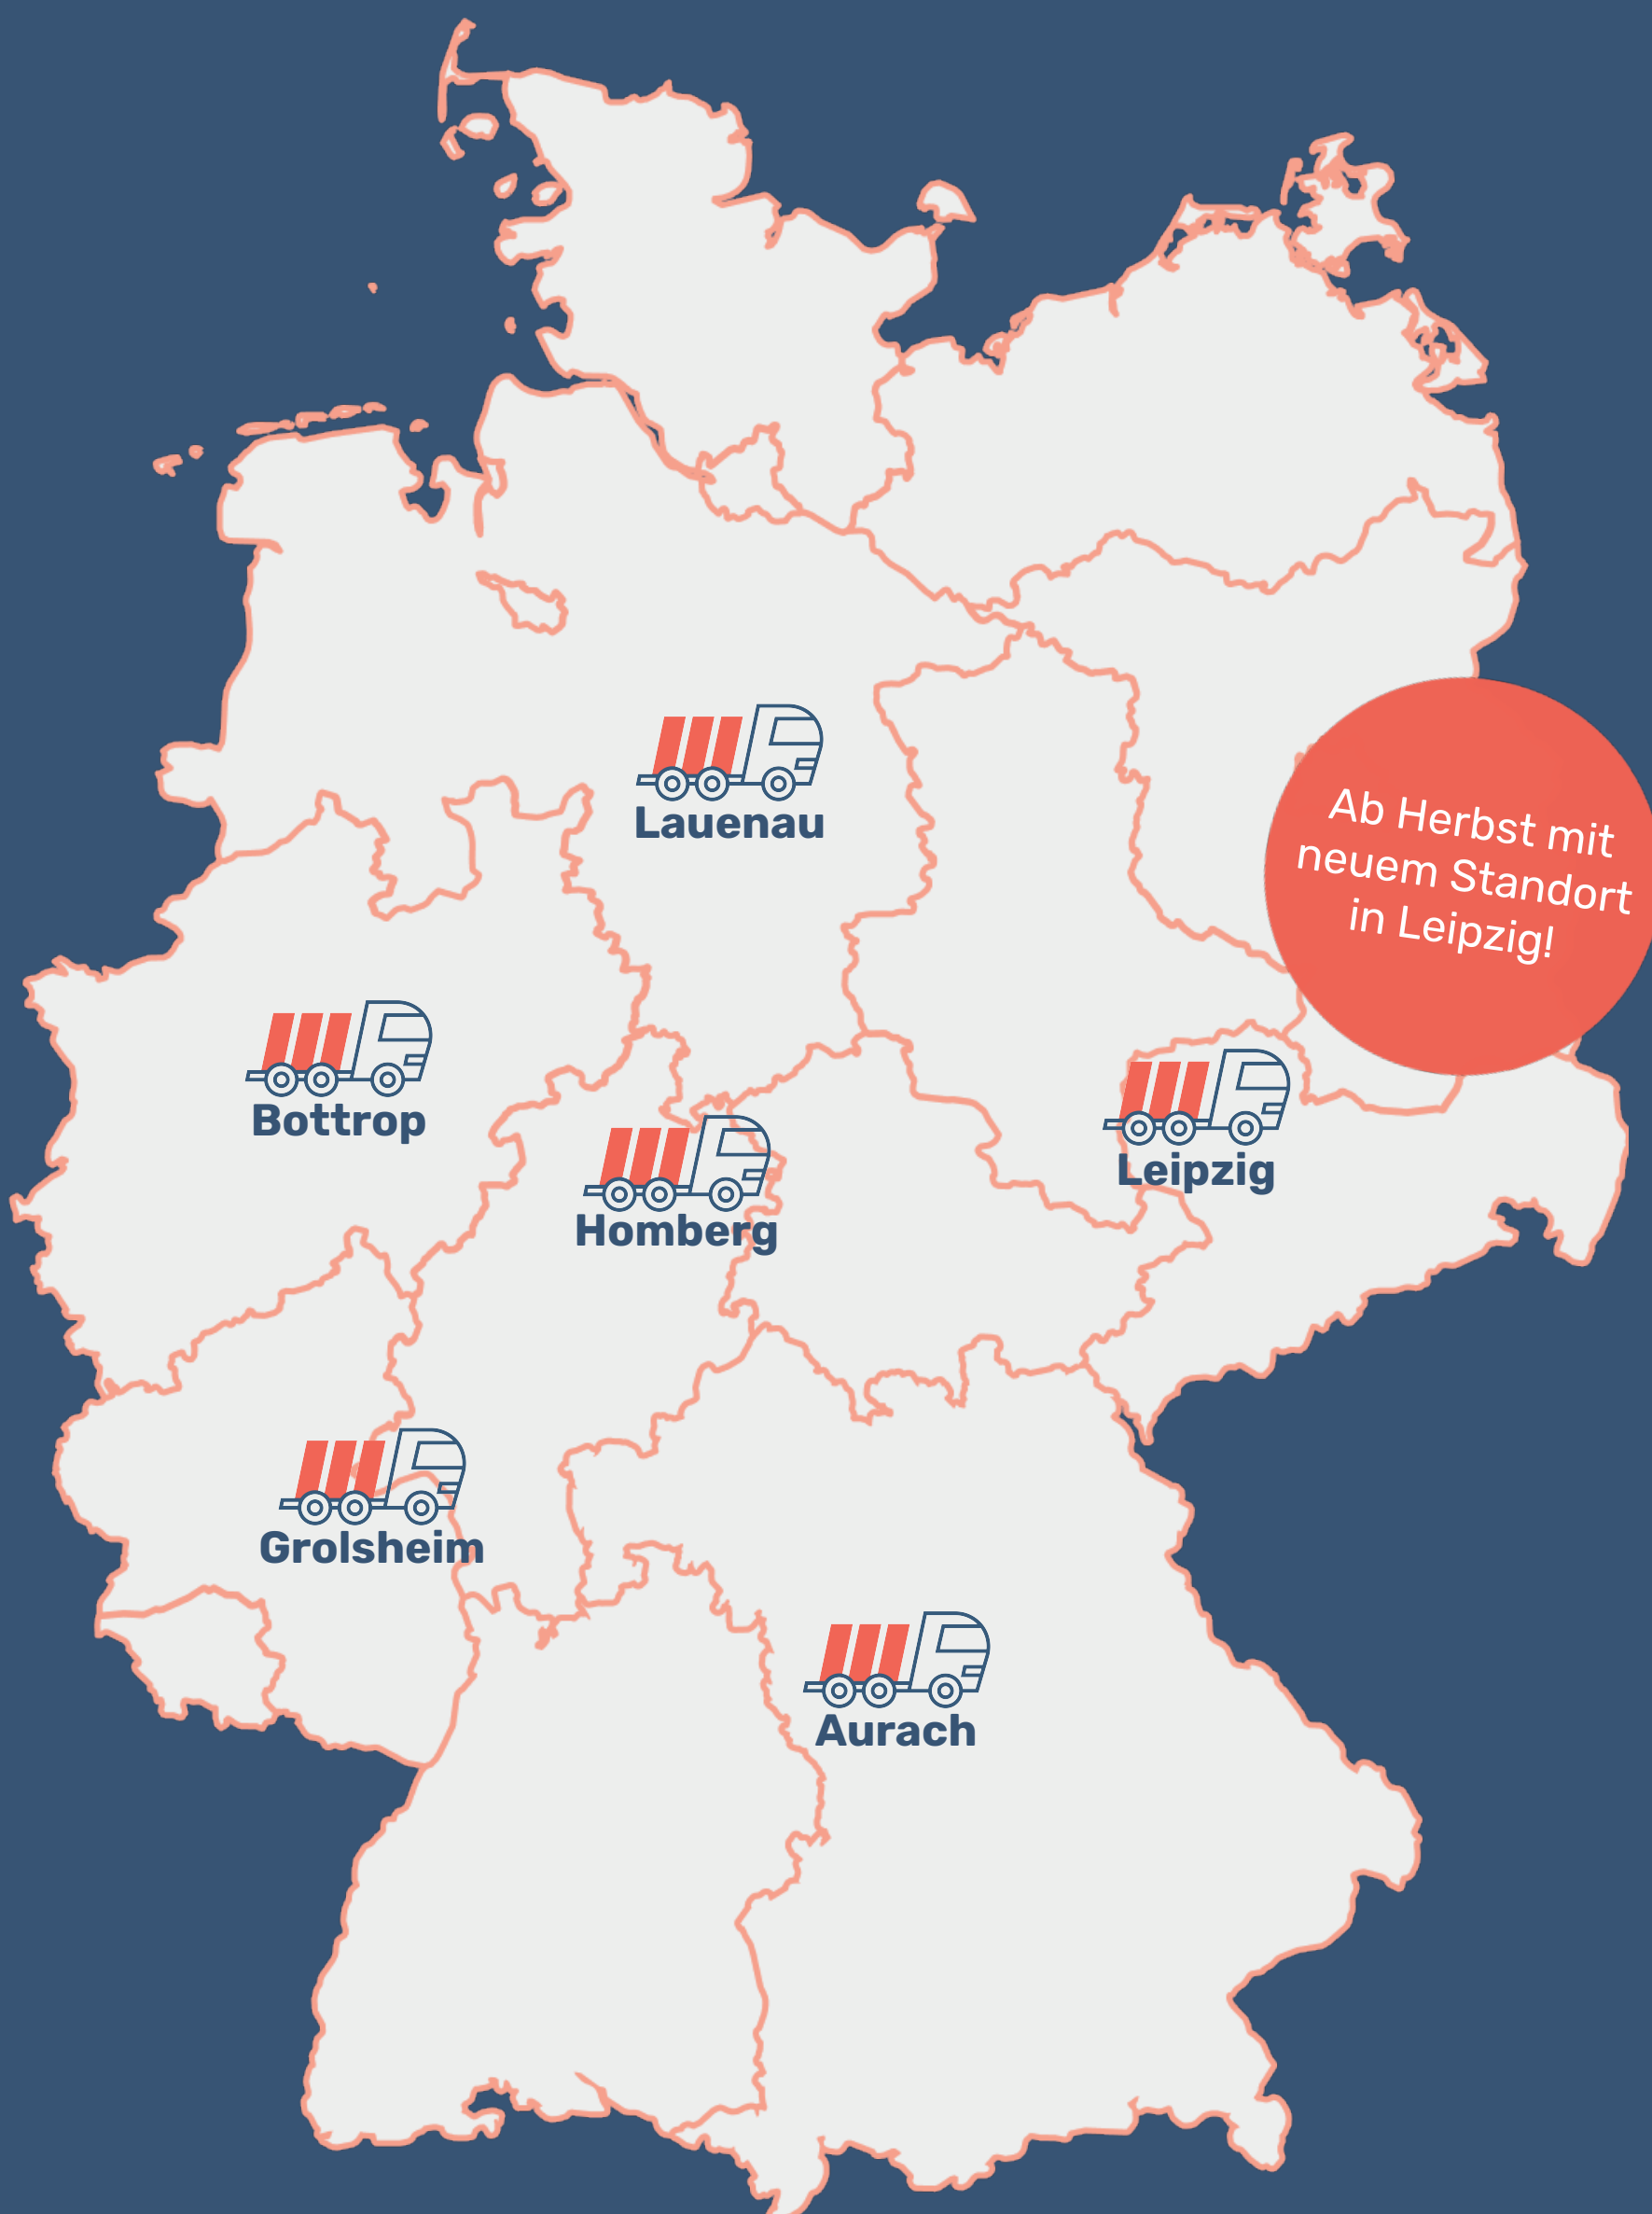 Lauenau
Ab Herbst mit
neuem Standort
in Leipzig!
Bottrop
Leipzig
Homberg
Grolsheim
Aurach